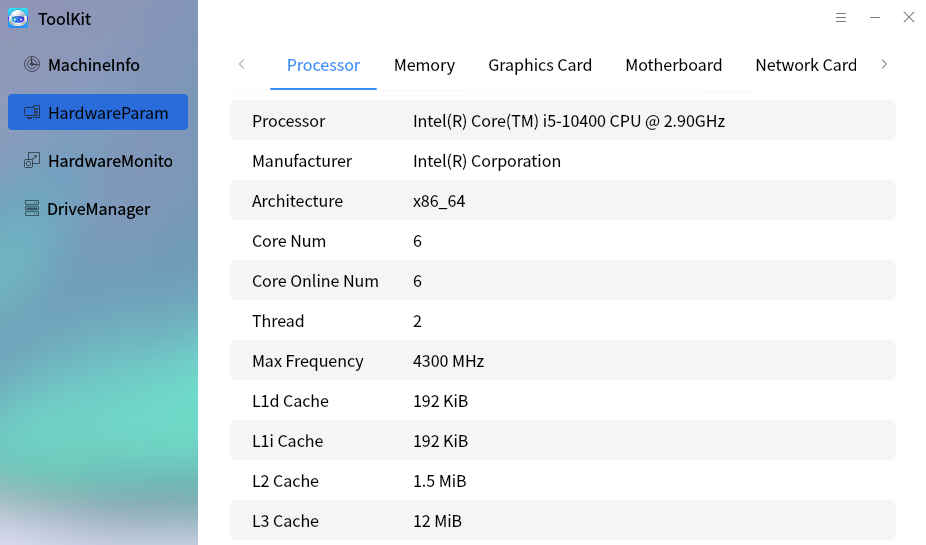 ToolKit
MachineInfo
HardwareParam
HardwareMonito
DriveManager
Processor Memory Graphics Card Motherboard Network Card
Processor Intel(R) Core(TM) i5-10400 CPU @ 2.90GHz
Manufacturer Intel(R) Corporation
Architecture x86_64
Core Num 6
Core Online Num 6
Thread 2
Max Frequency 4300 MHz
L1d Cache 192 KiB
L1i Cache 192 KiB
L2 Cache 1.5 MiB
L3 Cache 12 MiB